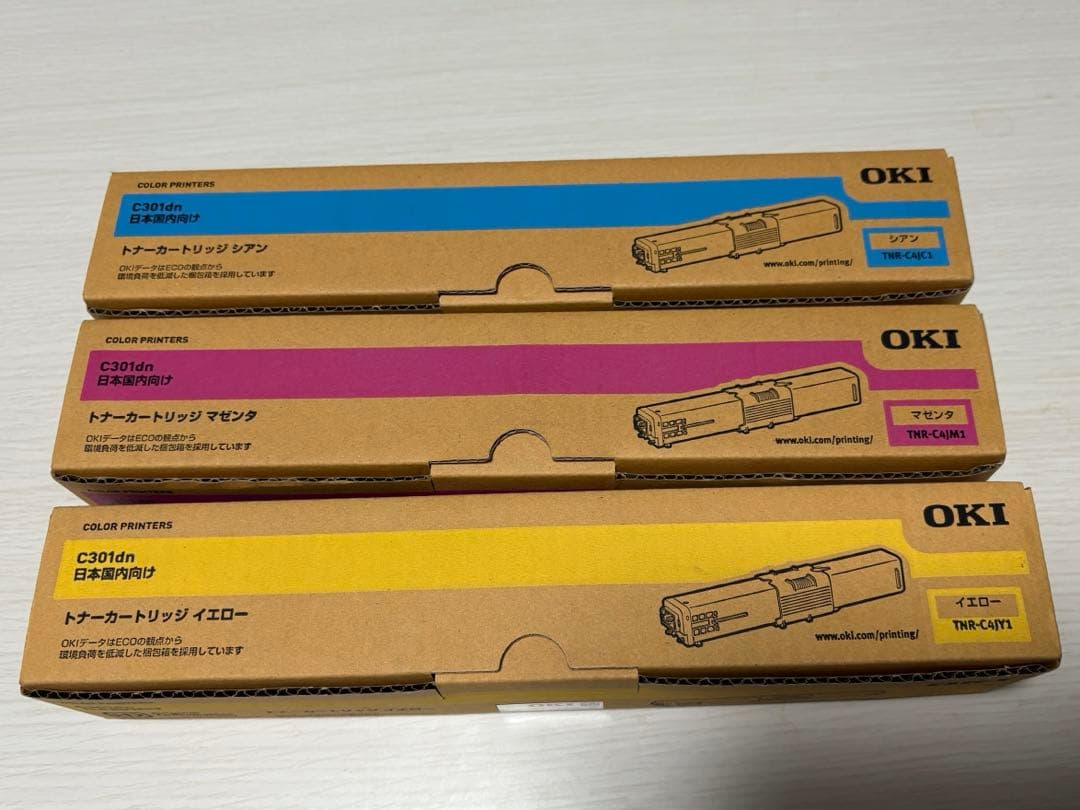 COLOR PRINTERS
OKI
C301dn
日本国内向け
トナーカートリッジ シアン
OKIデータはECOの観点から
環境負荷を低減した梱包箱を採用しています
www.oki.com/printing/
シアン
TNR-C4JC1
COLOR PRINTERS
OKI
C301dn
日本国内向け
トナーカートリッジ マゼンタ
OKIデータはECOの観点から
環境負荷を低減した梱包箱を採用しています
www.oki.com/printing/
マゼンタ
TNR-C4JM1
COLOR PRINTERS
COLOR PRINTERS
OKI
C301dn
日本国内向け
トナーカートリッジ イエロー
OKIデータはECOの観点から
環境負荷を低減した梱包箱を採用しています
www.oki.com/printing/
イエロー
TNR-C4JY1
OKI